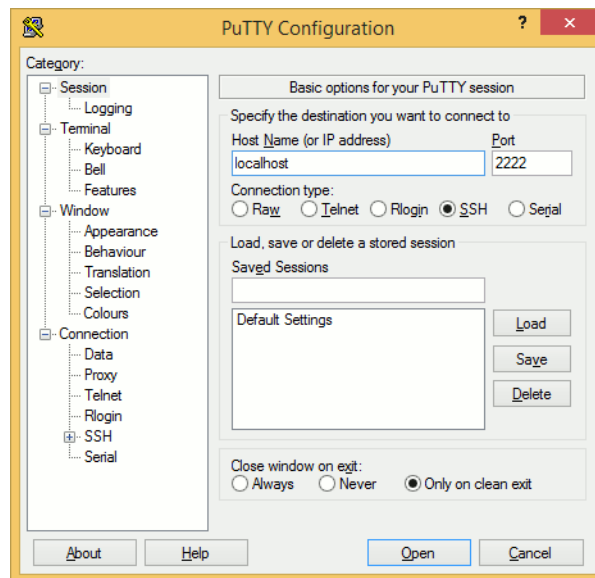 PuTTY Configuration
?
Category:
Session
Logging
Terminal
Keyboard
Bell
Features
Window
Appearance
Behaviour
Translation
Selection
Colours
Connection
Data
Proxy
Telnet
Rlogin
SSH
Serial
Basic options for your PuTTY session
Specify the destination you want to connect to
Host Name (or IP address) Port
localhost 2222
Connection type:
Raw Telnet Rlogin SSH Serial
Load, save or delete a stored session
Saved Sessions
Default Settings
Load
Save
Delete
Close window on exit:
Always Never Only on clean exit
About Help Open Cancel